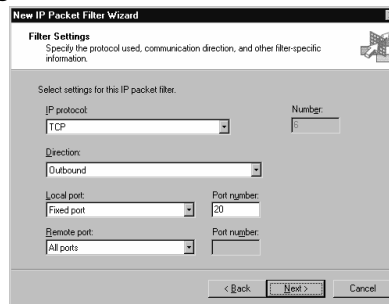 New IP Packet Filter Wizard
Filter Settings
Specify the protocol used, communication direction, and other filter-specific
information.
Select settings for this IP packet filter.
IP protocol:
Number:
TCP
6
Direction:
Outbound
Local port:
Port number:
Fixed port
20
Remote port:
Port number:
All ports
< Back
Next >
Cancel